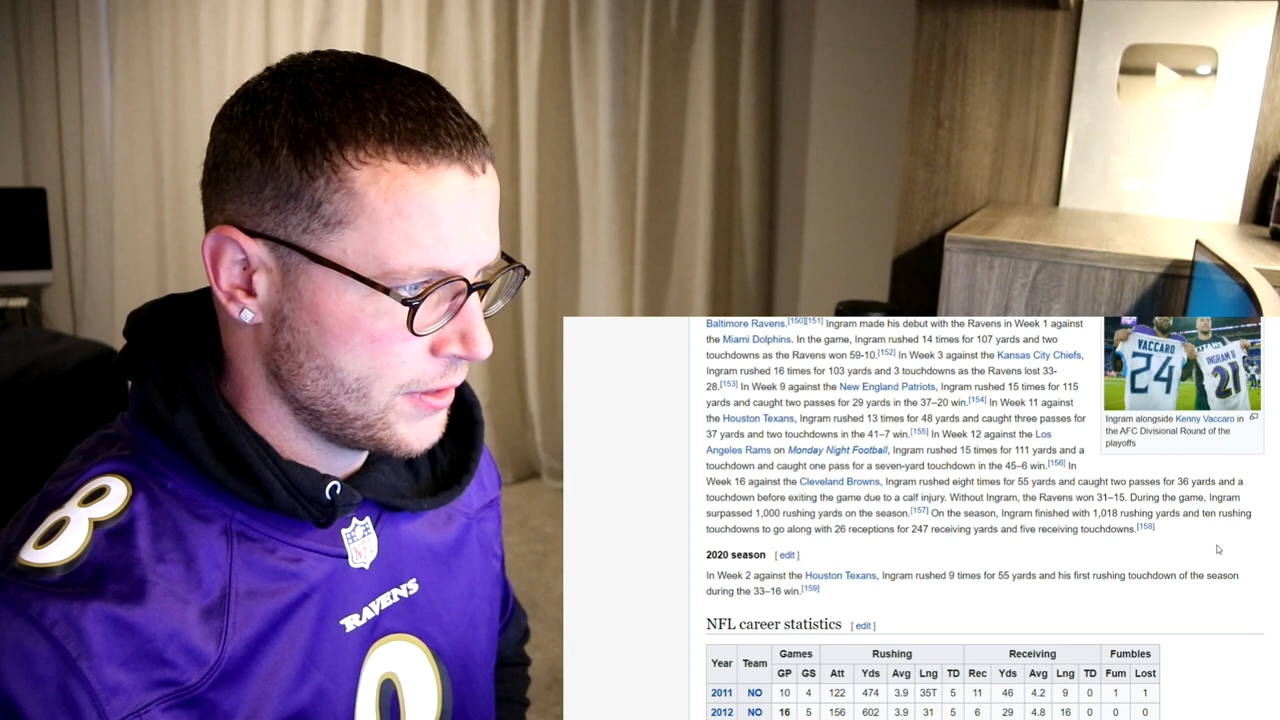 8
NFL
RAVENS
Baltimore Ravens.[150][151] Ingram made his debut with the Ravens in Week 1 against
the Miami Dolphins. In the game, Ingram rushed 14 times for 107 yards and two
touchdowns as the Ravens won 59-10.[152] In Week 3 against the Kansas City Chiefs,
Ingram rushed 16 times for 103 yards and 3 touchdowns as the Ravens lost 33-
28.[153] In Week 9 against the New England Patriots, Ingram rushed 15 times for 115
yards and caught two passes for 29 yards in the 37–20 win.[154] In Week 11 against
the Houston Texans, Ingram rushed 13 times for 48 yards and caught three passes for
37 yards and two touchdowns in the 41–7 win.[155] In Week 12 against the Los
Angeles Rams on Monday Night Football, Ingram rushed 15 times for 111 yards and a
touchdown and caught one pass for a seven-yard touchdown in the 45–6 win.[156] In
Week 16 against the Cleveland Browns, Ingram rushed eight times for 55 yards and caught two passes for 36 yards and a
touchdown before exiting the game due to a calf injury. Without Ingram, the Ravens won 31–15. During the game, Ingram
surpassed 1,000 rushing yards on the season.[157] On the season, Ingram finished with 1,018 rushing yards and ten rushing
touchdowns to go along with 26 receptions for 247 receiving yards and five receiving touchdowns.[158]
VACCARO
24
INGRAM II
21
Ingram alongside Kenny Vaccaro in
the AFC Divisional Round of the
playoffs
2020 season [ edit ]
In Week 2 against the Houston Texans, Ingram rushed 9 times for 55 yards and his first rushing touchdown of the season
during the 33–16 win.[159]
NFL career statistics [ edit ]
Year Team Games Rushing Receiving Fumbles
GP GS Att Yds Avg Lng TD Rec Yds Avg Lng TD Fum Lost
2011 NO 10 4 122 474 3.9 35T 5 11 46 4.2 9 0 1 1
2012 NO 16 5 156 602 3.9 31 5 6 29 4.8 16 0 0 0